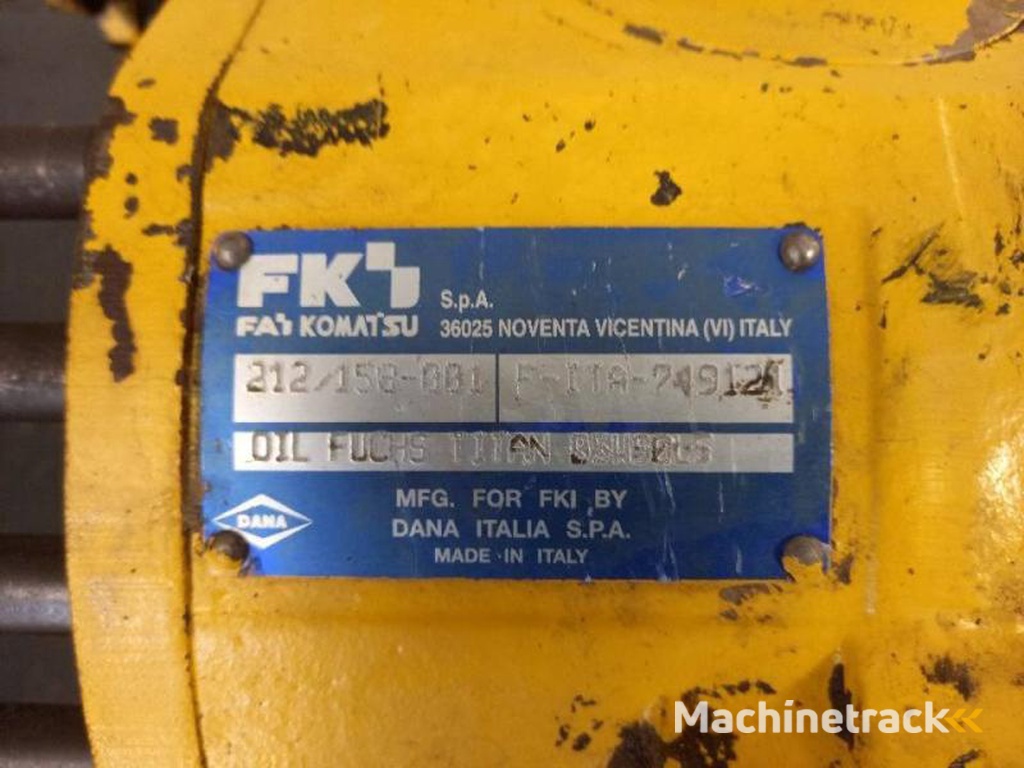 FKI
S.p.A.
FAI KOMATSU 36025 NOVENTA VICENTINA (VI) ITALY
212/158-001
OIL FUCHS TITAN
MFG. FOR FKI BY
DANA DANA ITALIA S.P.A.
MADE IN ITALY
Machinetrack